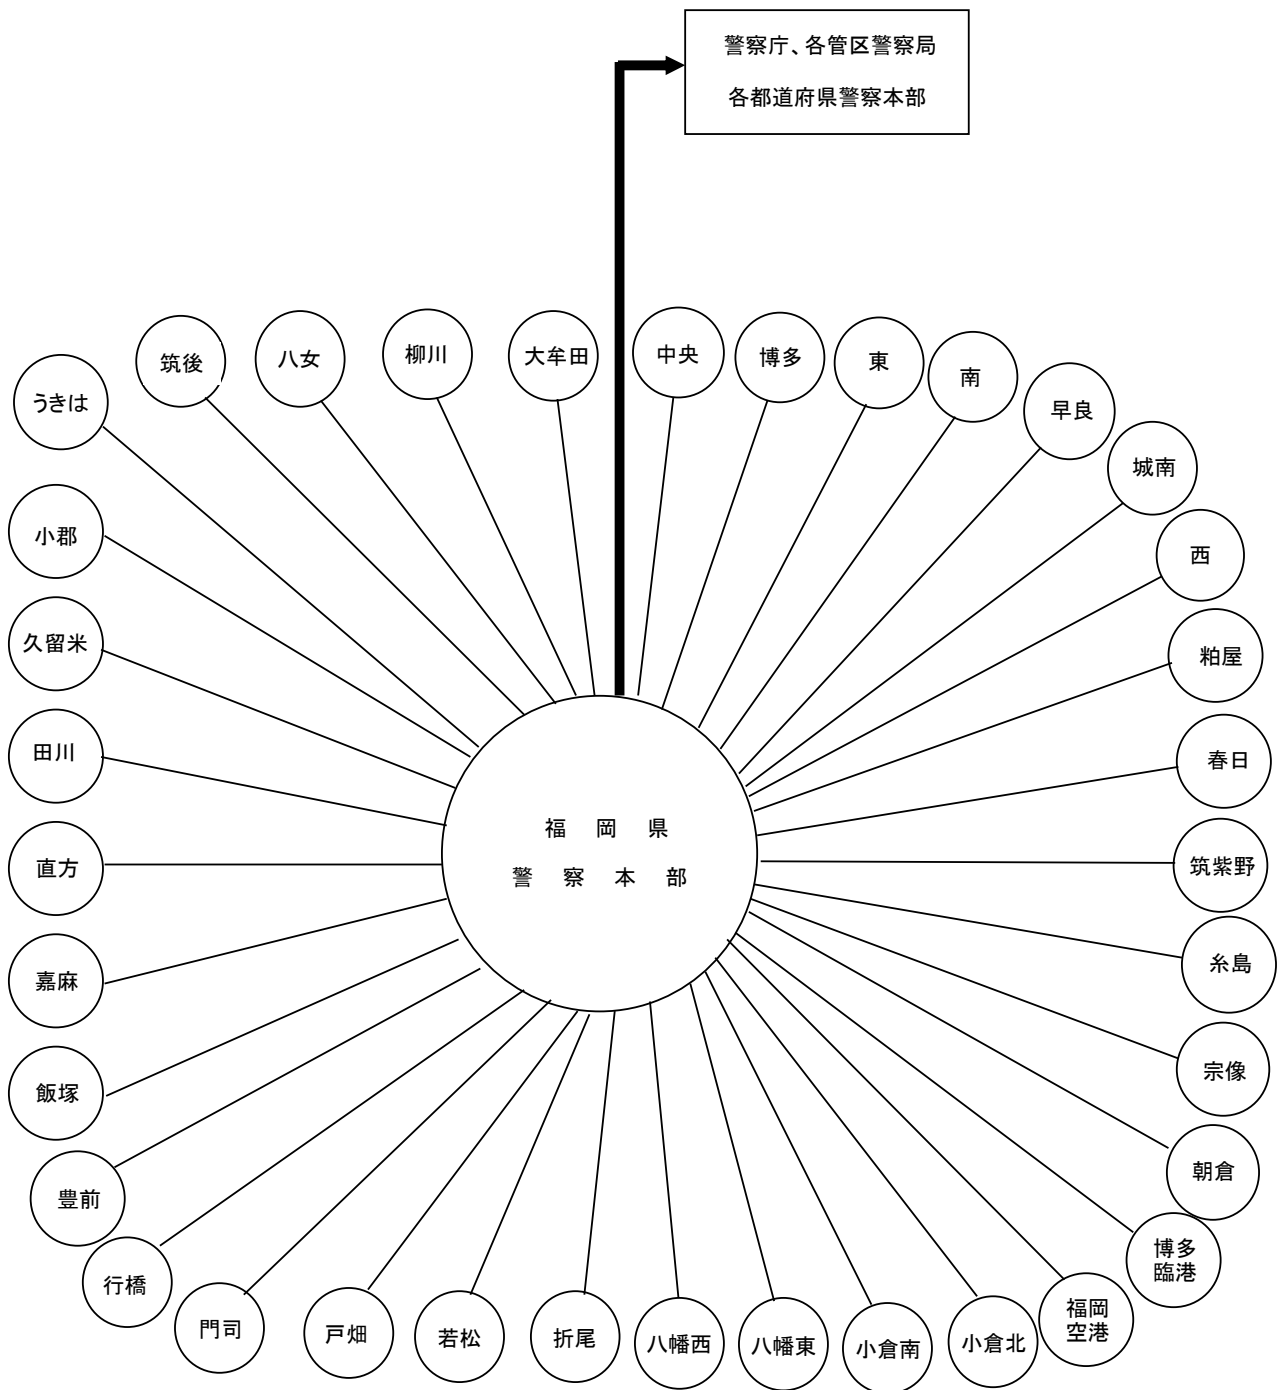 警察庁、各管区警察局
各都道府県警察本部
中央
博多
東
南
早良
城南
西
粕屋
春日
筑紫野
糸島
宗像
朝倉
博多
臨港
福岡
空港
小倉北
小倉南
八幡東
八幡西
折尾
若松
戸畑
門司
行橋
豊前
飯塚
嘉麻
直方
田川
久留米
小郡
うきは
筑後
八女
柳川
大牟田
福 岡 県
警 察 本 部